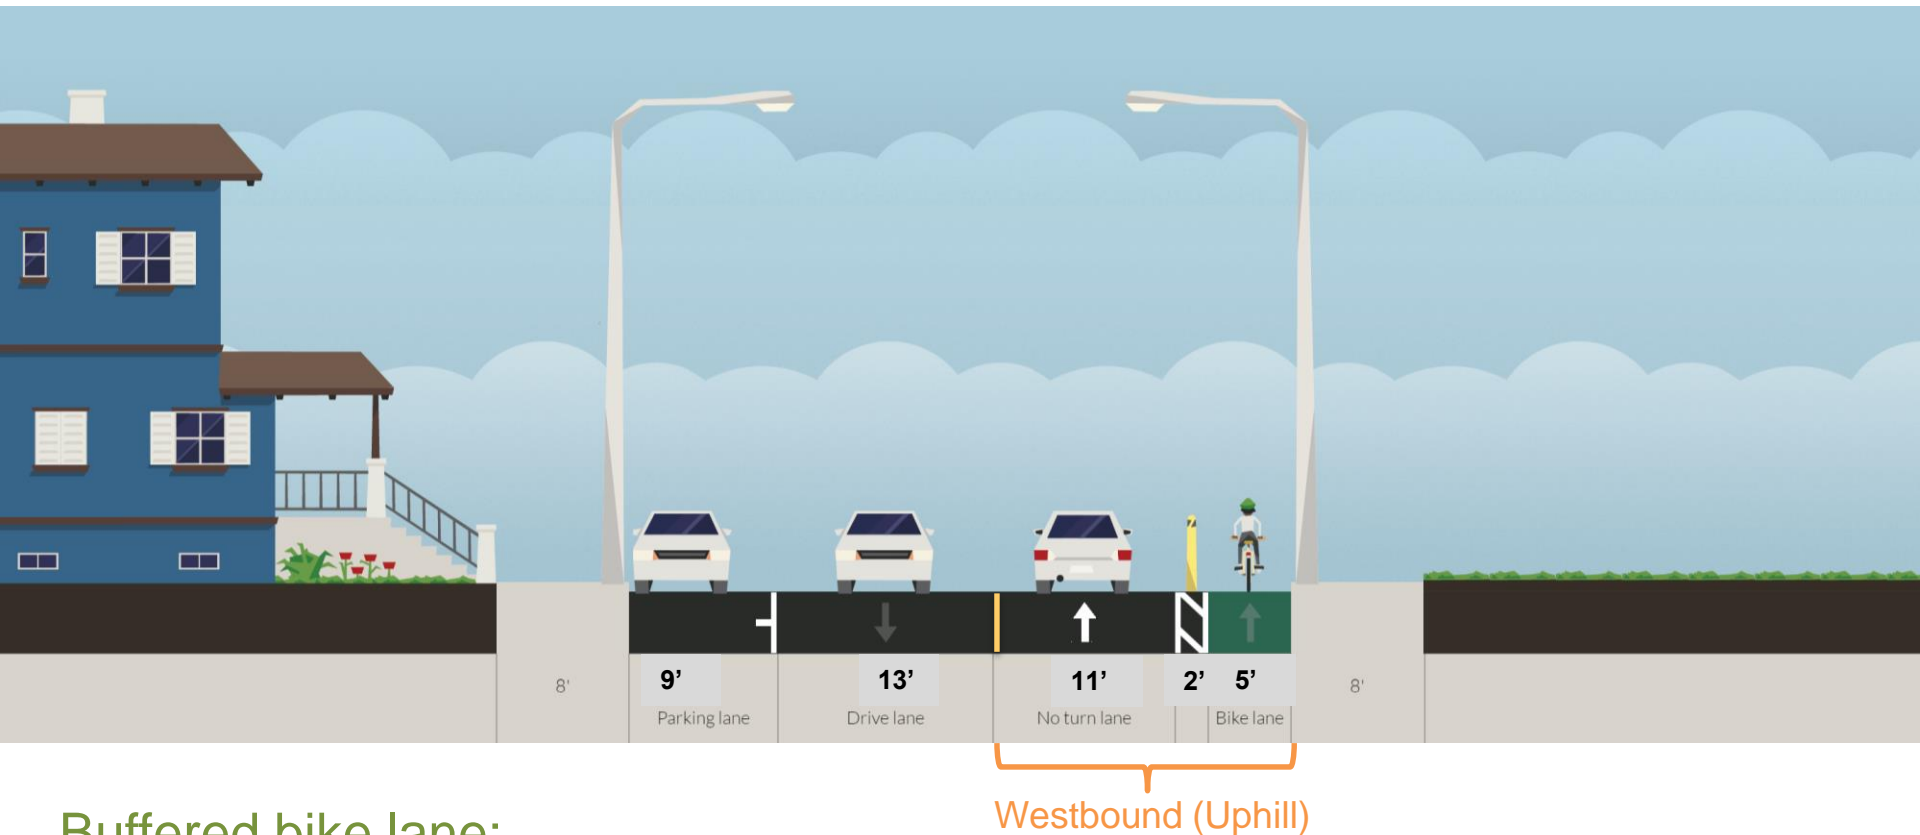 8'
9’
13’
11’
2’
5’
8'
Parking lane
Drive lane
No turn lane
Bike lane
Westbound (Uphill)
Buffered bike lane: